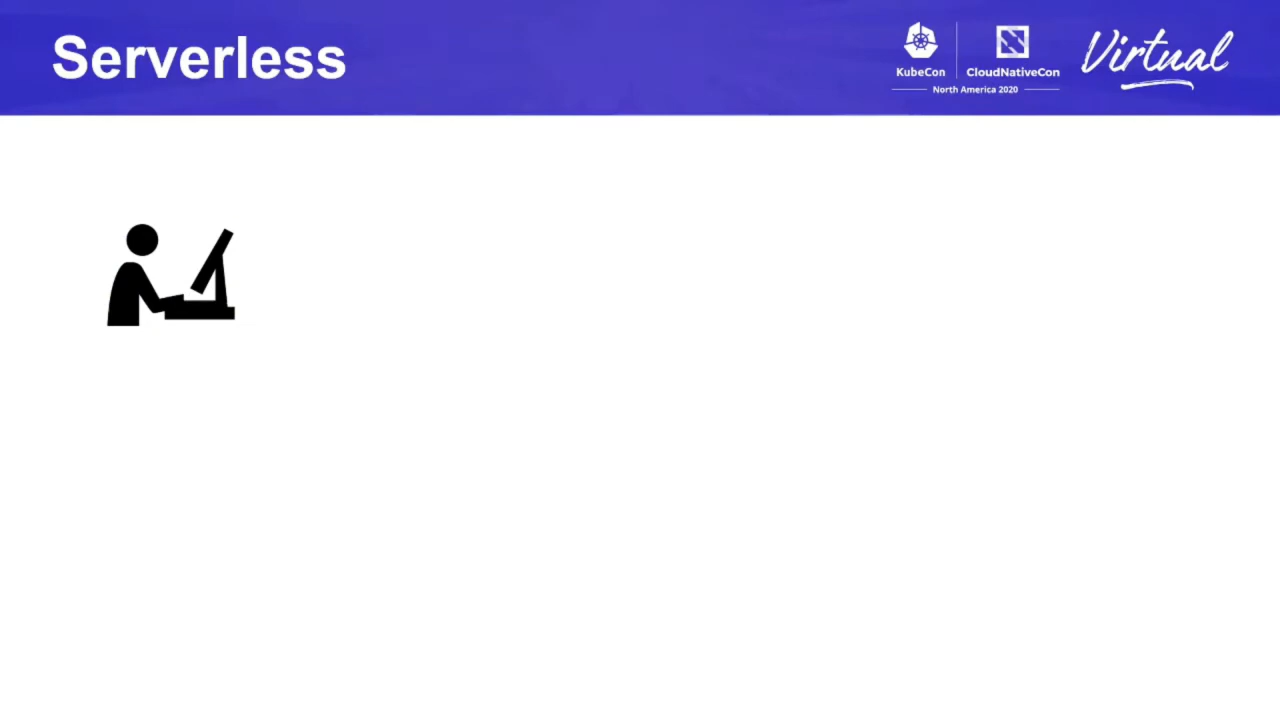 Serverless
KubeCon
CloudNativeCon
North America 2020
Virtual